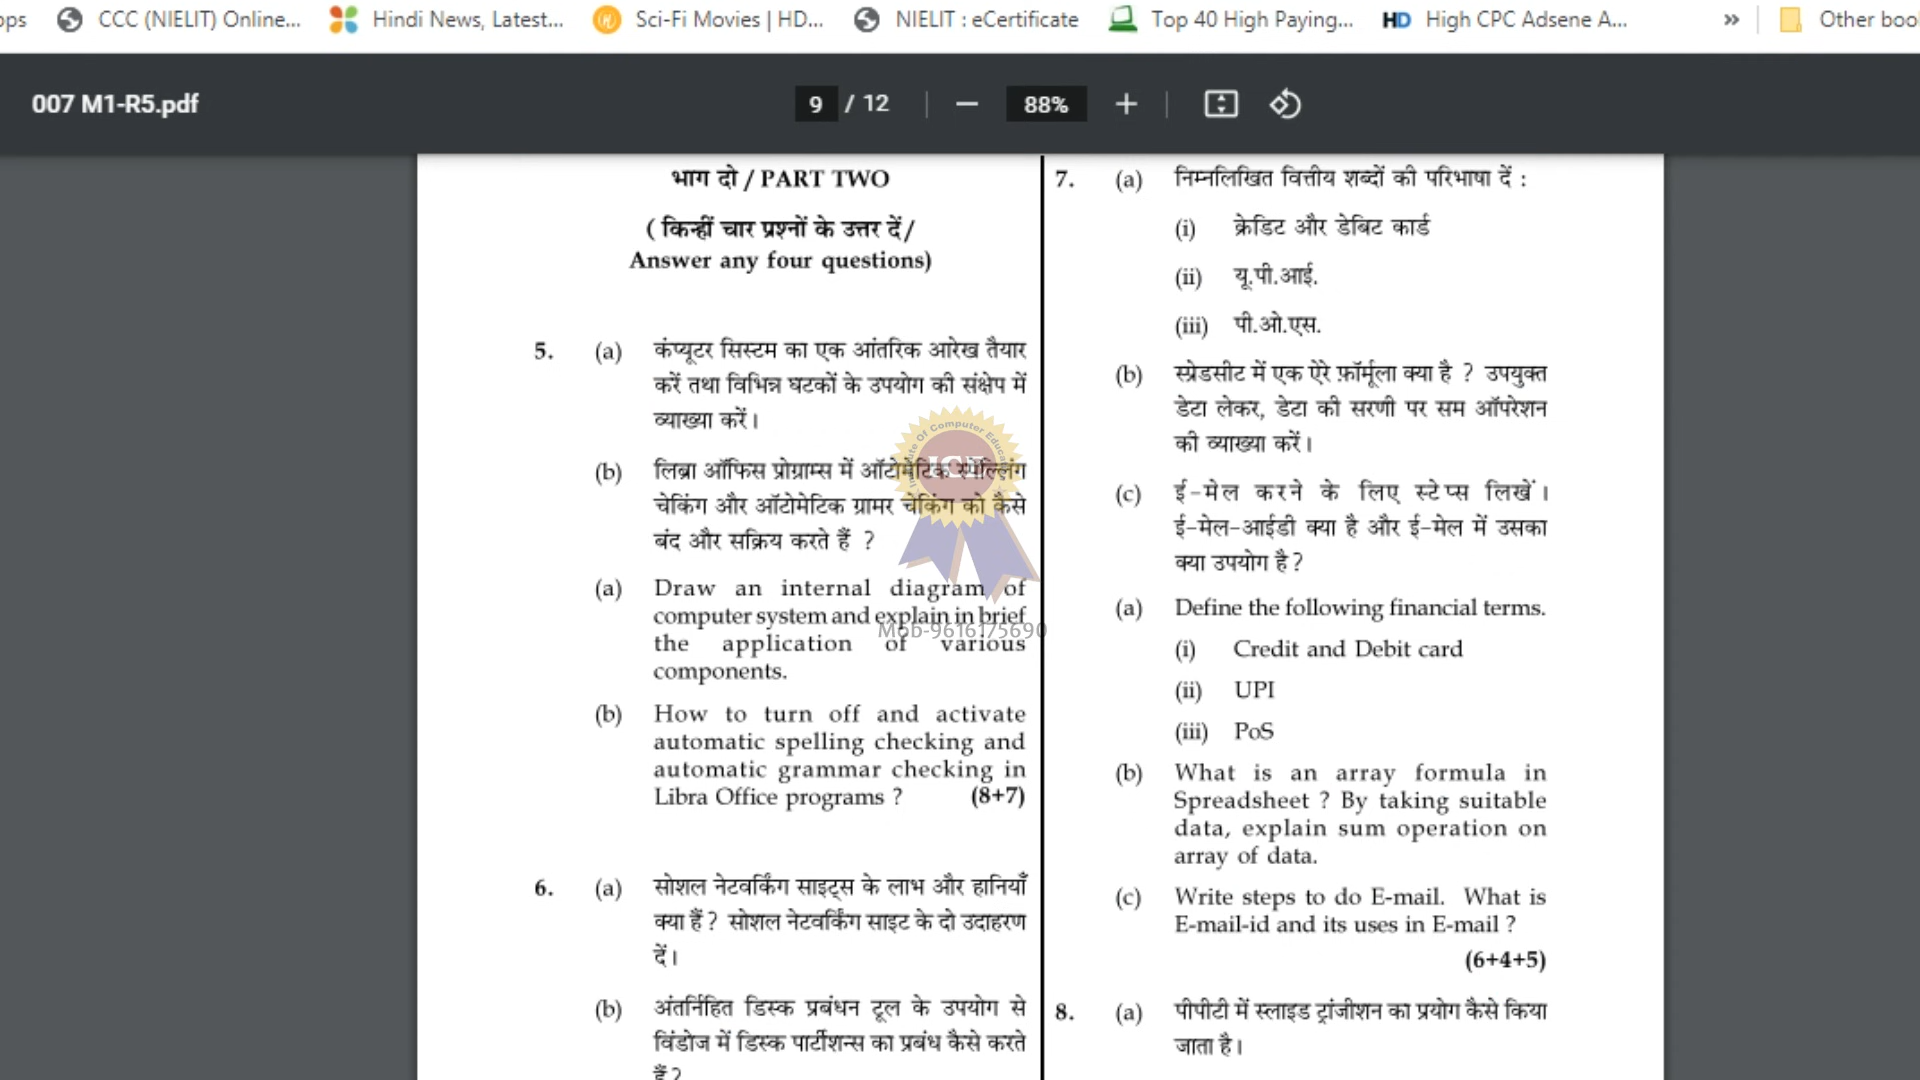 ops
CCC (NIELIT) Online...
Hindi News, Latest...
Sci-Fi Movies | HD...
NIELIT : eCertificate
Top 40 High Paying...
HD High CPC Adsene A...
»
Other boo
007 M1-R5.pdf
9 / 12
88%
भाग दो / PART TWO
( किन्हीं चार प्रश्नों के उत्तर दें /
Answer any four questions)
5. (a) कंप्यूटर सिस्टम का एक आंतरिक आरेख तैयार
करें तथा विभिन्न घटकों के उपयोग की संक्षेप में
व्याख्या करें।
(b) लिब्रा ऑफिस प्रोग्राम्स में ऑटोमेटिक स्पेल्लिंग
चेकिंग और ऑटोमेटिक ग्रामर चेकिंग को कैसे
बंद और सक्रिय करते हैं ?
(a) Draw an internal diagram of
computer system and explain in brief
the application of various
components.
(b) How to turn off and activate
automatic spelling checking and
automatic grammar checking in
Libra Office programs ? (8+7)
6. (a) सोशल नेटवर्किंग साइट्स के लाभ और हानियाँ
क्या हैं ? सोशल नेटवर्किंग साइट के दो उदाहरण
दें।
(b) अंतर्निहित डिस्क प्रबंधन टूल के उपयोग से
विंडोज में डिस्क पार्टीशन्स का प्रबंध कैसे करते
हैं ?
7. (a) निम्नलिखित वित्तीय शब्दों की परिभाषा दें :
(i) क्रेडिट और डेबिट कार्ड
(ii) यू.पी.आई.
(iii) पी.ओ.एस.
(b) स्प्रेडसीट में एक ऐरे फ़ॉर्मूला क्या है ? उपयुक्त
डेटा लेकर, डेटा की सरणी पर सम ऑपरेशन
की व्याख्या करें।
(c) ई-मेल करने के लिए स्टेप्स लिखें।
ई-मेल-आईडी क्या है और ई-मेल में उसका
क्या उपयोग है ?
(a) Define the following financial terms.
(i) Credit and Debit card
(ii) UPI
(iii) PoS
(b) What is an array formula in
Spreadsheet ? By taking suitable
data, explain sum operation on
array of data.
(c) Write steps to do E-mail. What is
E-mail-id and its uses in E-mail ?
(6+4+5)
8. (a) पीपीटी में स्लाइड ट्रांजीशन का प्रयोग कैसे किया
जाता है।
Of Computer
Mob-9616175690